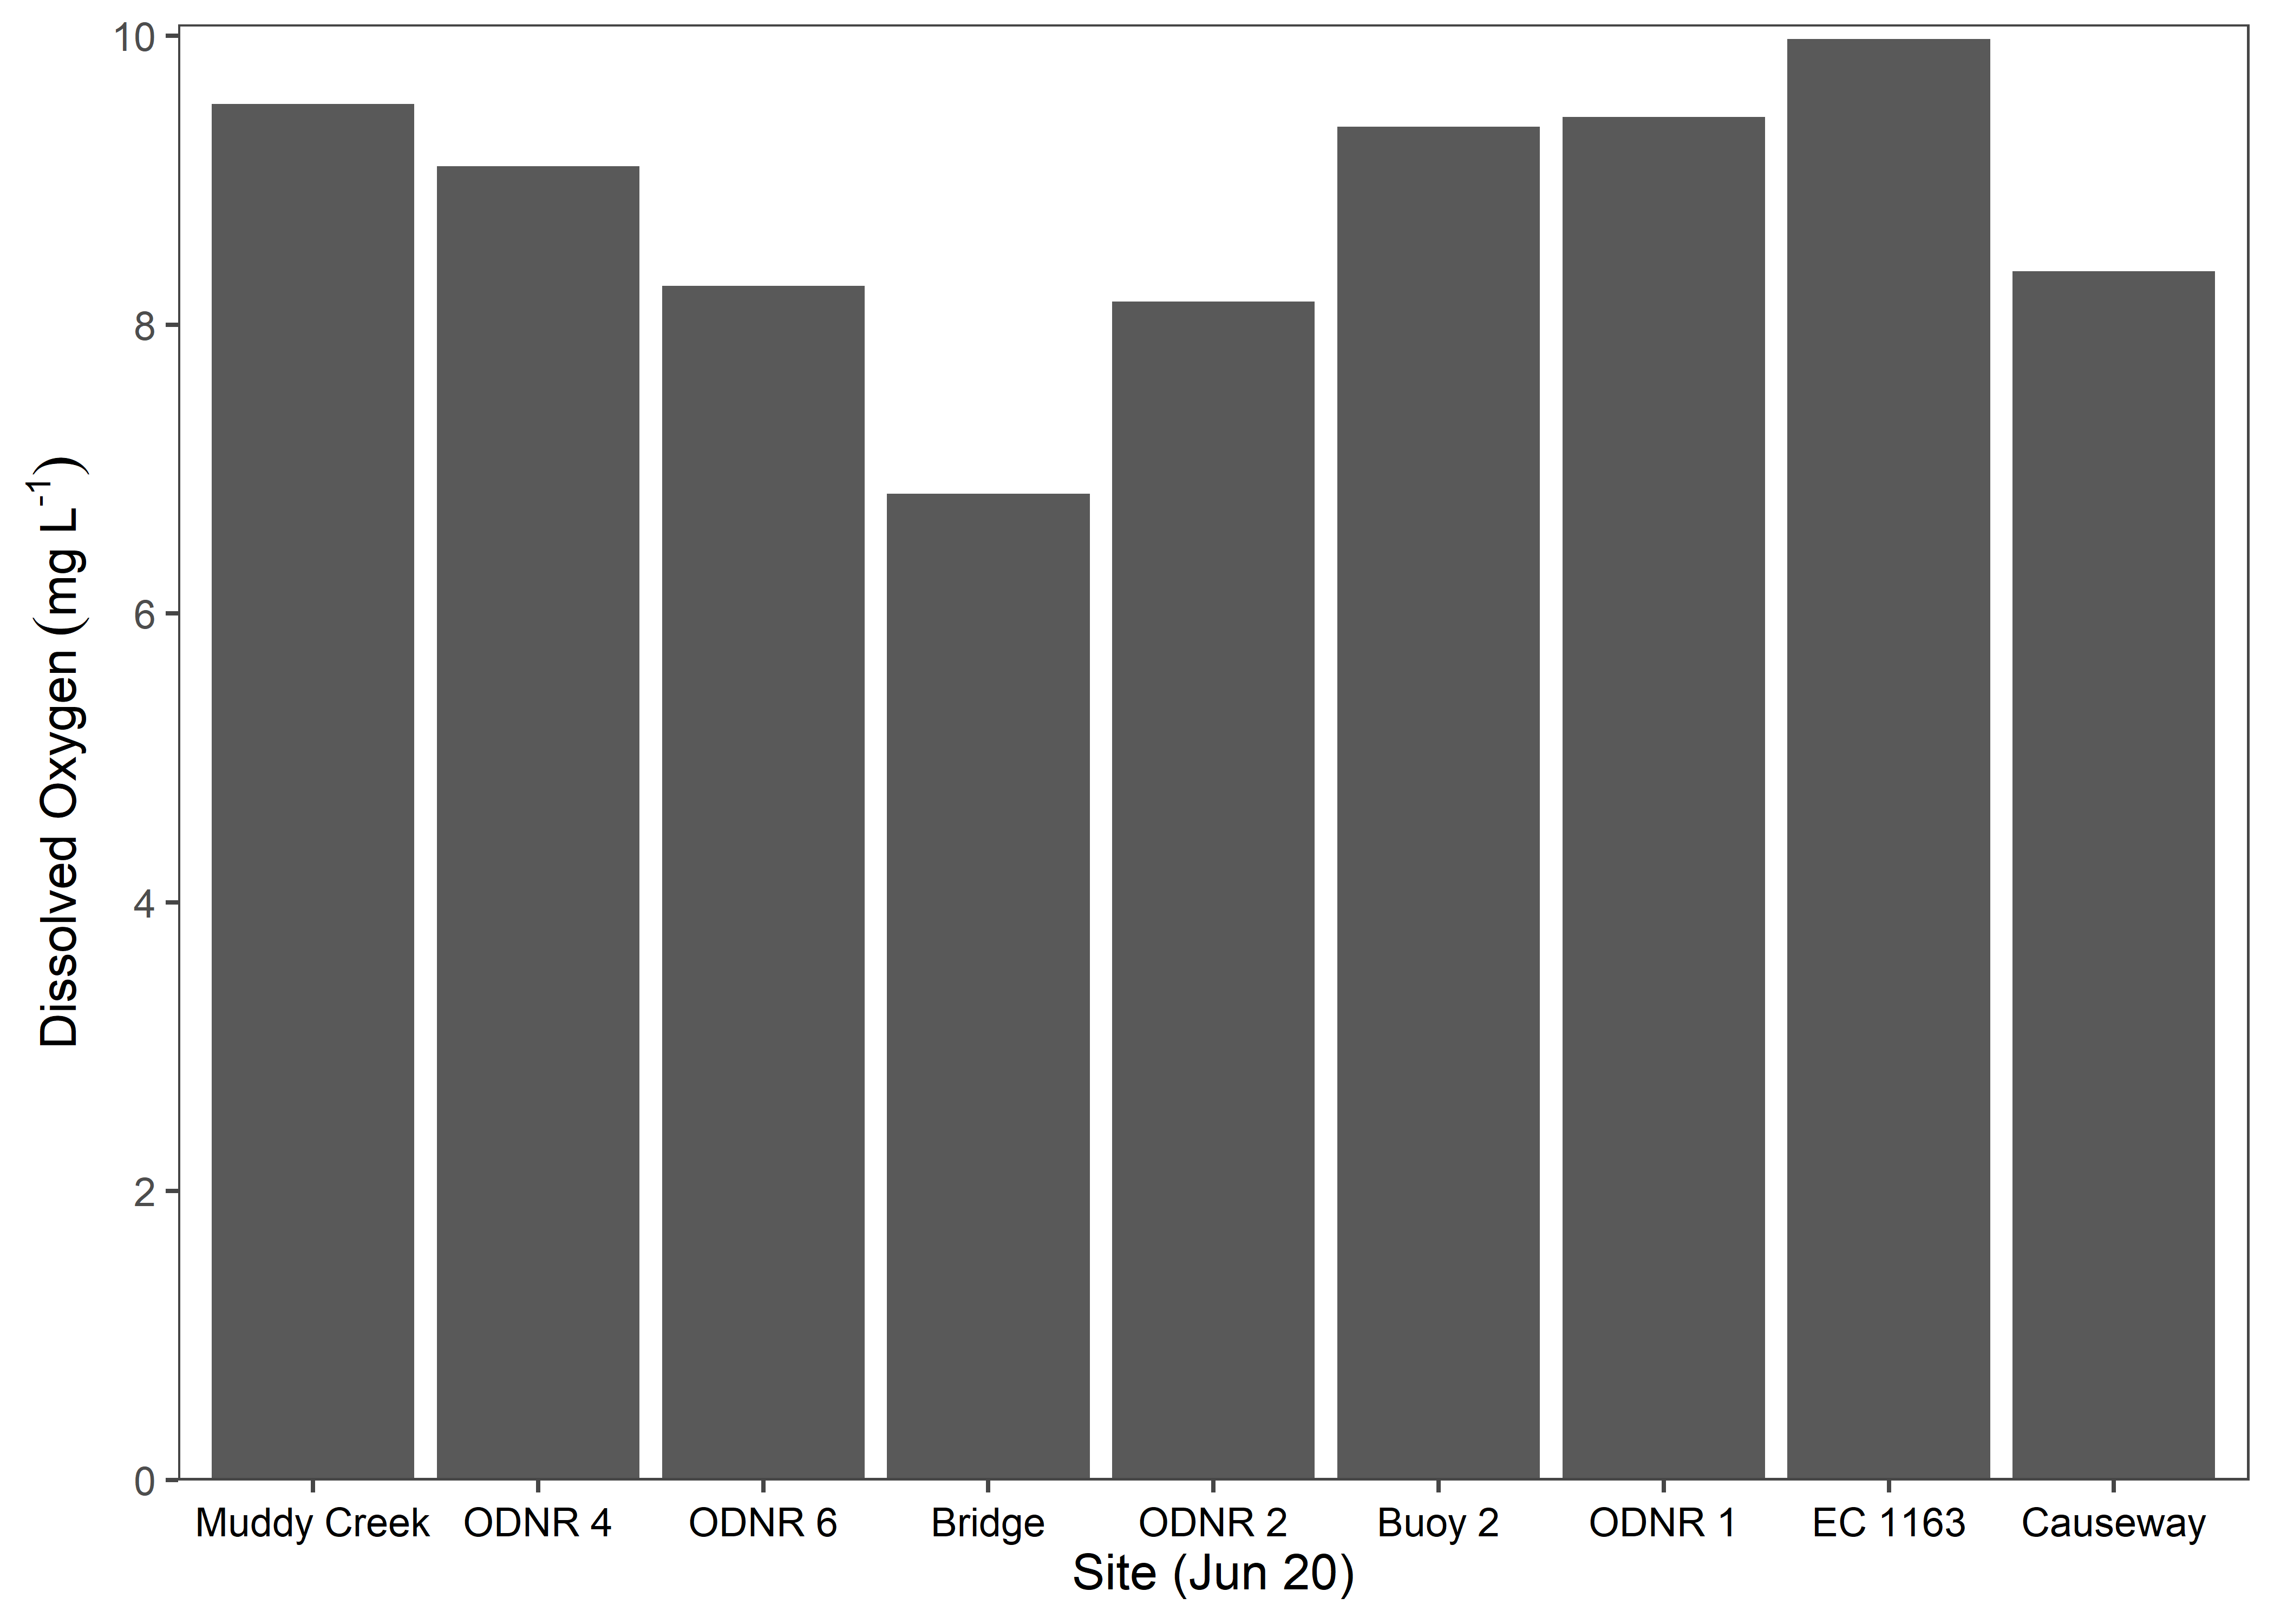 Dissolved Oxygen (mg L-1)
10
8
6
4
2
0
Muddy Creek ODNR 4 ODNR 6 Bridge ODNR 2 Buoy 2 ODNR 1 EC 1163 Causeway
Site (Jun 20)